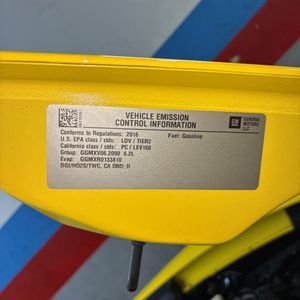 VEHICLE EMISSION
CONTROL INFORMATION
GM
GENERAL
MOTORS
LLC
Conforms to Regulations: 2016 Fuel: Gasoline
U.S. EPA class / stds: LDV / TIER2
California class / stds: PC / LEV160
Group: GGMXV06.2090 6.2L
Evap: GGMXR0133810
DGI/HO2S/TWC, CA OBD: II